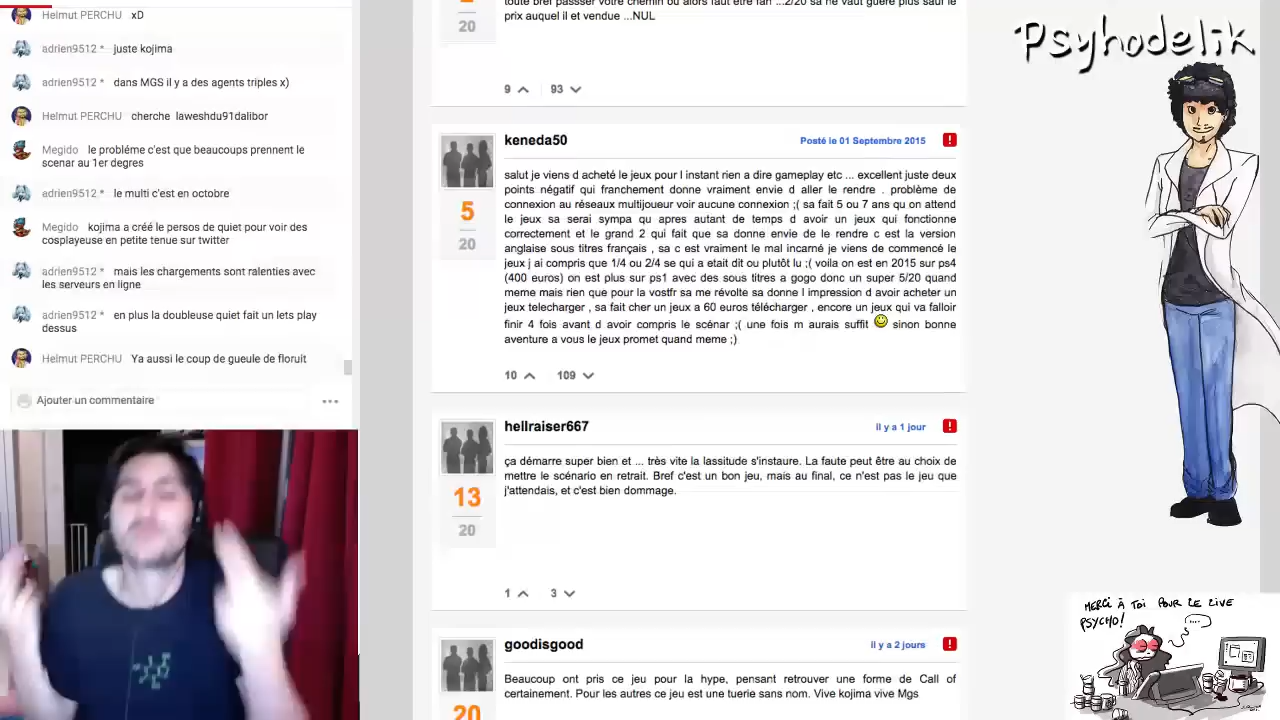 Helmut PERCHU xD
adrien9512 * juste kojima
adrien9512 * dans MGS il y a des agents triples x)
Helmut PERCHU cherche laweshdu91dalibor
Megido le probléme c'est que beaucoups prennent le
scenar au 1er degres
adrien9512 * le multi c'est en octobre
Megido kojima a créé le persos de quiet pour voir des
cosplayeuse en petite tenue sur twitter
adrien9512 * mais les chargements sont ralenties avec
les serveurs en ligne
adrien9512 * en plus la doubleuse quiet fait un lets play
dessus
Helmut PERCHU Ya aussi le coup de gueule de floruit
Ajouter un commentaire
prix auquel il et vendue ...NUL
20
9 93
keneda50 Posté le 01 Septembre 2015
salut je viens d acheté le jeux pour l instant rien a dire gameplay etc ... excellent juste deux
points négatif qui franchement donne vraiment envie d aller le rendre . problème de
connexion au réseaux multijoueur voir aucune connexion ;( sa fait 5 ou 7 ans qu on attend
le jeux sa serai sympa qu apres autant de temps d avoir un jeux qui fonctionne
correctement et le grand 2 qui fait que sa donne envie de le rendre c est la version
anglaise sous titres français , sa c est vraiment le mal incarné je viens de commencé le
jeux j ai compris que 1/4 ou 2/4 se qui a etait dit ou plutôt lu ;( voila on est en 2015 sur ps4
(400 euros) on est plus sur ps1 avec des sous titres a gogo donc un super 5/20 quand
meme mais rien que pour la vostfr sa me révolte sa donne l impression d avoir acheter un
jeux telecharger , sa fait cher un jeux a 60 euros télécharger , encore un jeux qui va falloir
finir 4 fois avant d avoir compris le scénar ;( une fois m aurais suffit sinon bonne
aventure a vous le jeux promet quand meme ;)
5
20
10 109
hellraiser667 il y a 1 jour
ça démarre super bien et ... très vite la lassitude s'instaure. La faute peut être au choix de
mettre le scénario en retrait. Bref c'est un bon jeu, mais au final, ce n'est pas le jeu que
j'attendais, et c'est bien dommage.
13
20
1 3
goodisgood il y a 2 jours
Beaucoup ont pris ce jeu pour la hype, pensant retrouver une forme de Call of
certainement. Pour les autres ce jeu est une tuerie sans nom. Vive kojima vive Mgs
20
Psyhodelik
MERCI À TOI POUR LE LIVE
PSYCHO!
(....)